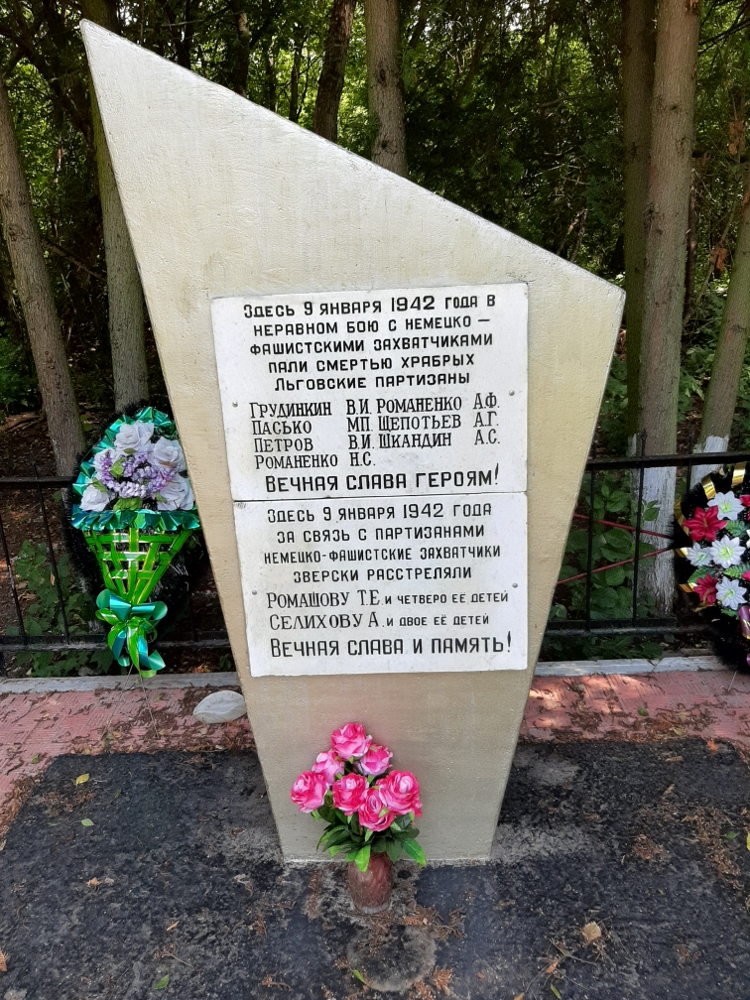 Здесь 9 января 1942 года в
неравном бою с немецко –
фашистскими захватчиками
пали смертью храбрых
Льговские партизаны
Грудинкин В.И. Романенко А.Ф.
Пасько М.П. Щепотьев А.Г.
Петров В.И. Шкандин А.С.
Романенко Н.С.
Вечная слава героям!
Здесь 9 января 1942 года
за связь с партизанами
немецко-фашистские захватчики
зверски расстреляли
Ромашову Т.Е. и четверо её детей
Селихову А. и двое её детей
Вечная слава и память!